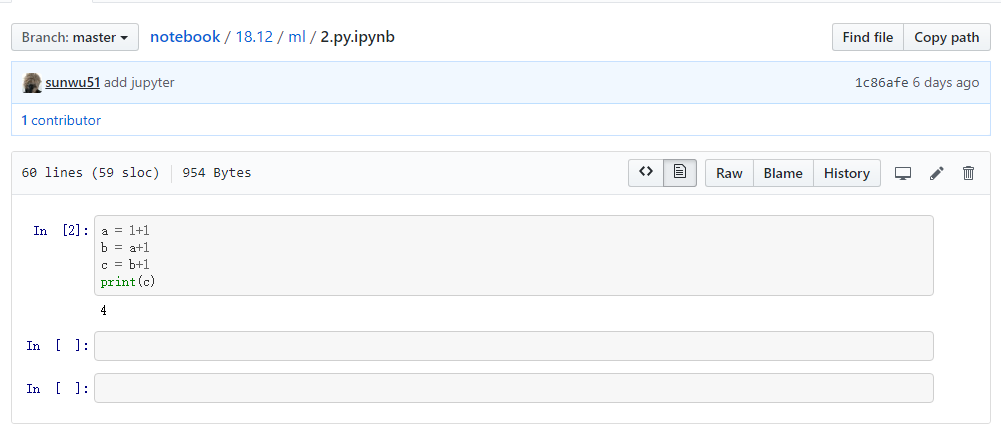 Branch: master notebook / 18.12 / ml / 2.py.ipynb Find file Copy path
sunwu51 add jupyter 1c86afe 6 days ago
1 contributor
60 lines (59 sloc) 954 Bytes <> Raw Blame History
In [2]: a = 1+1
b = a+1
c = b+1
print(c)
4
In [ ]:
In [ ]: